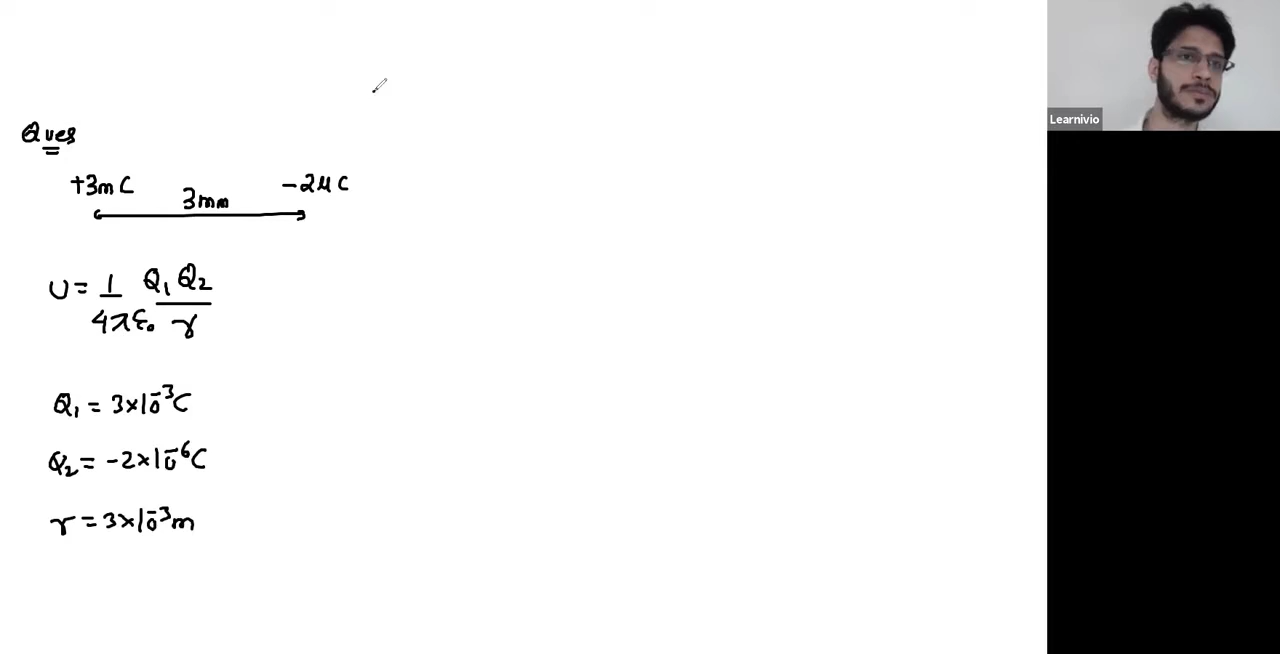 Ques
+3mC 3mm -2μC
U = 1/4πε₀ Q₁Q₂/r
Q₁ = 3×10⁻³C
Q₂ = -2×10⁻⁶C
r = 3×10⁻³m
Learnivio